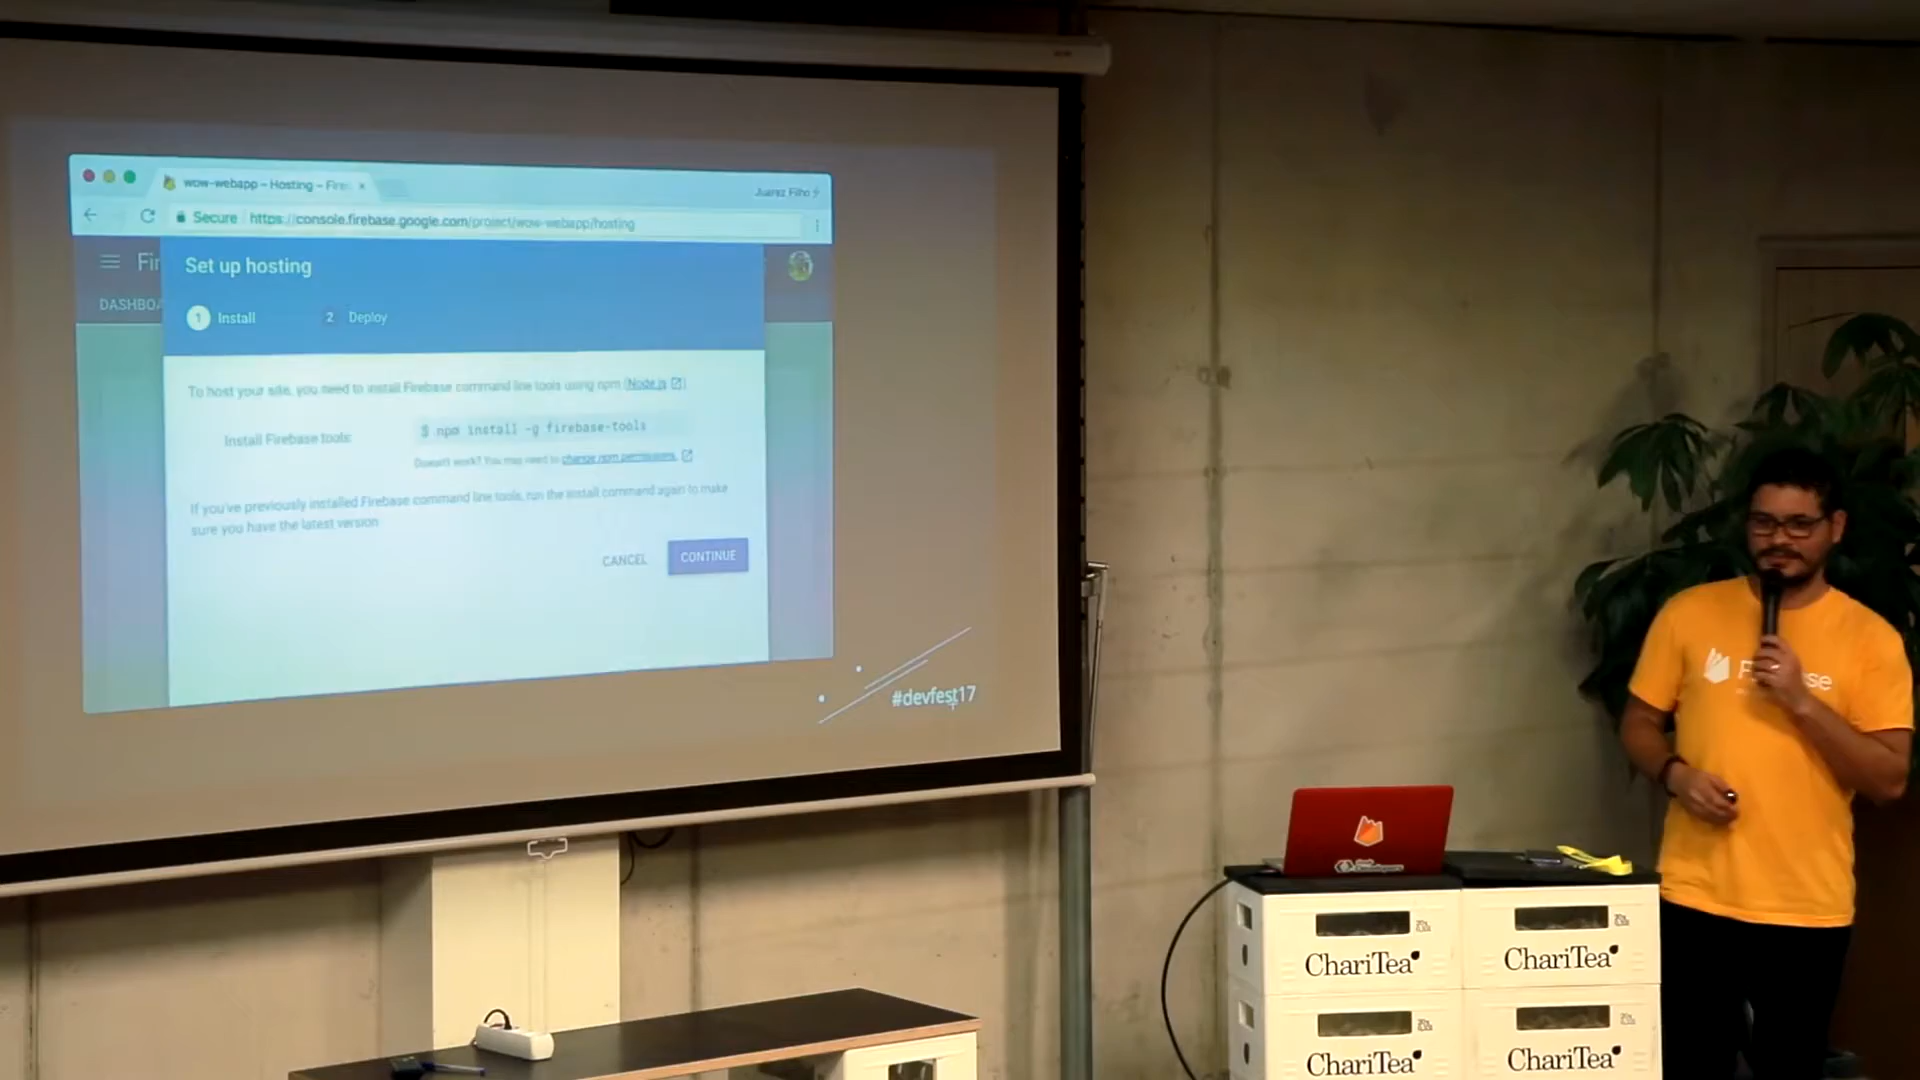 wow-webapp – Hosting – Fire
Juarez Filho
Secure https://console.firebase.google.com/project/wow-webapp/hosting
Fir
Set up hosting
DASHBOA
1 Install 2 Deploy
To host your site, you need to install Firebase command line tools using npm (Node.js)
Install Firebase tools: $ npm install -g firebase-tools
Doesn't work? You may need to change npm permissions.
If you've previously installed Firebase command line tools, run the install command again to make
sure you have the latest version
CANCEL CONTINUE
#devfest17
F se
ChariTea ChariTea
ChariTea ChariTea